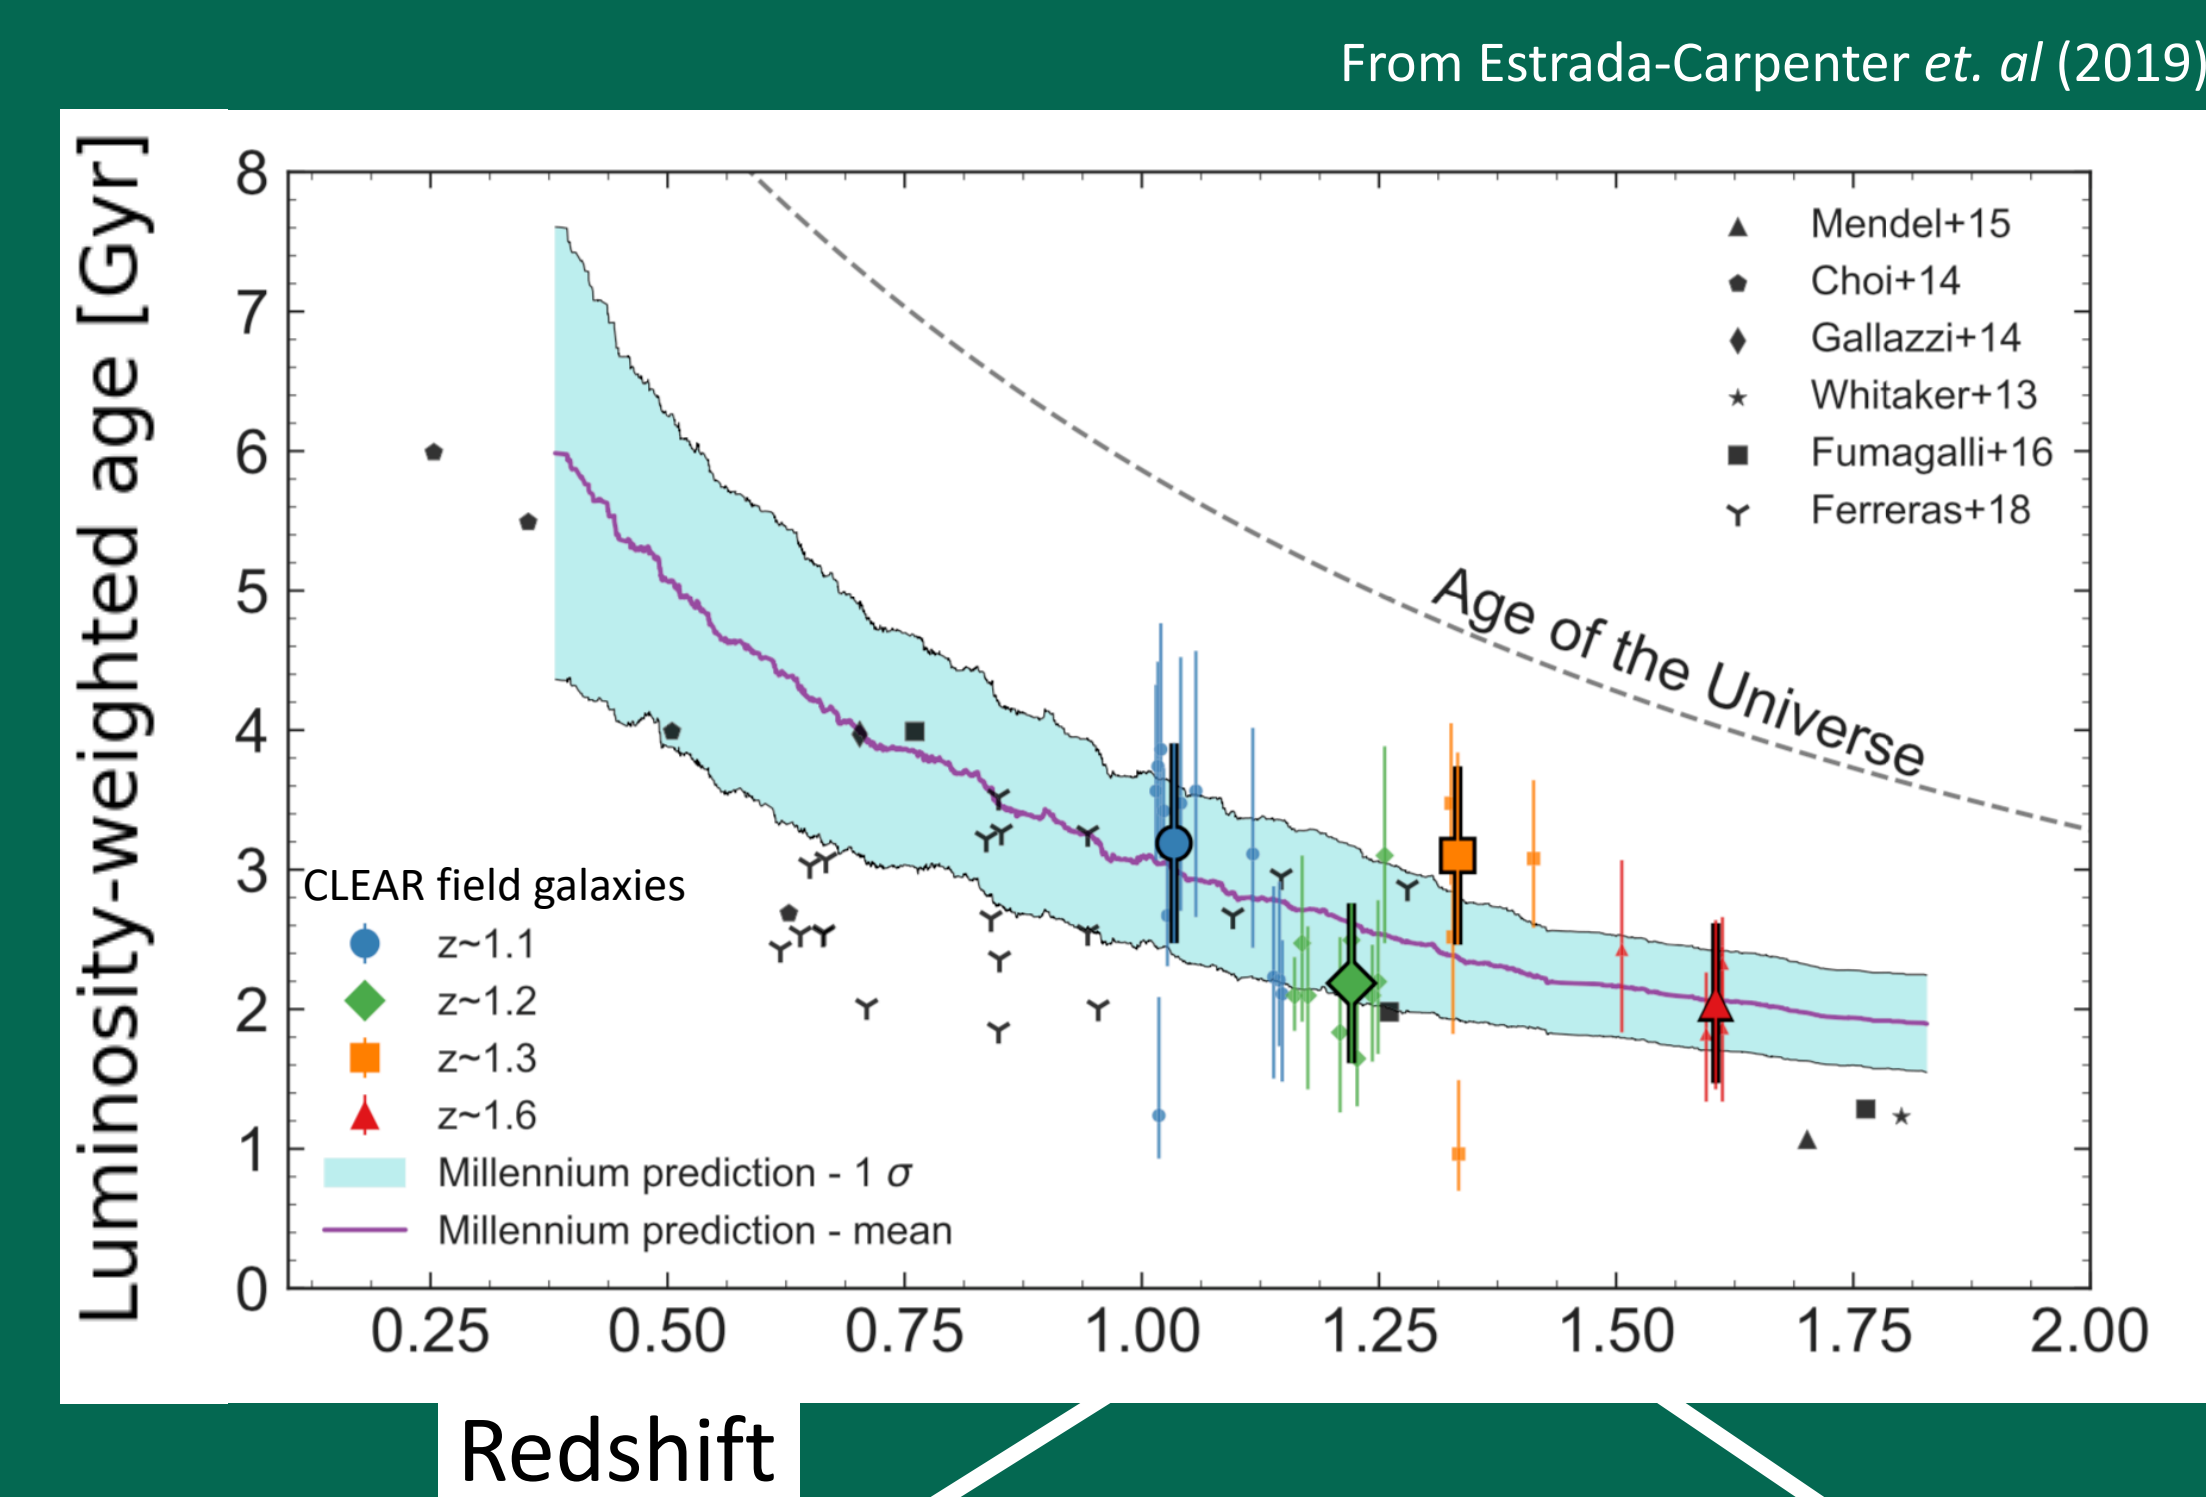 From Estrada-Carpenter et. al (2019)
Luminosity-weighted age [Gyr]
8
7
6
5
4
3
2
1
0
Mendel+15
Choi+14
Gallazzi+14
Whitaker+13
Fumagalli+16
Ferreras+18
Age of the Universe
CLEAR field galaxies
z~1.1
z~1.2
z~1.3
z~1.6
Millennium prediction - 1 σ
Millennium prediction - mean
0.25 0.50 0.75 1.00 1.25 1.50 1.75 2.00
Redshift